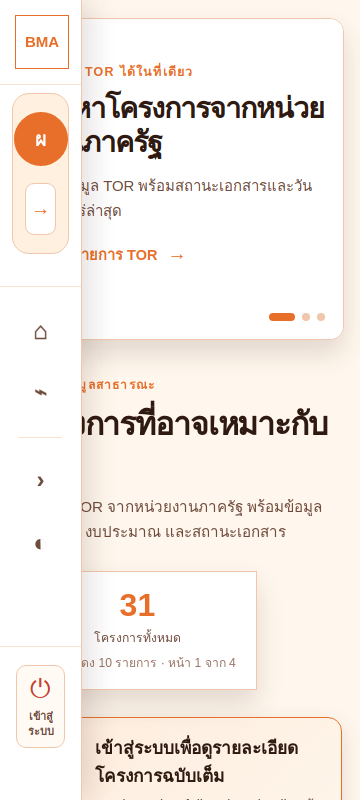 BMA
ผ
→
เข้าสู่
ระบบ
TOR ได้ในที่เดียว
หาโครงการจากหน่วย
ภาครัฐ
มูล TOR พร้อมสถานะเอกสารและวัน
ล่าสุด
ายการ TOR →
มูลสาธารณะ
งการที่อาจเหมาะกับ
OR จากหน่วยงานภาครัฐ พร้อมข้อมูล
งบประมาณ และสถานะเอกสาร
31
โครงการทั้งหมด
ดง 10 รายการ · หน้า 1 จาก 4
เข้าสู่ระบบเพื่อดูรายละเอียด
โครงการฉบับเต็ม